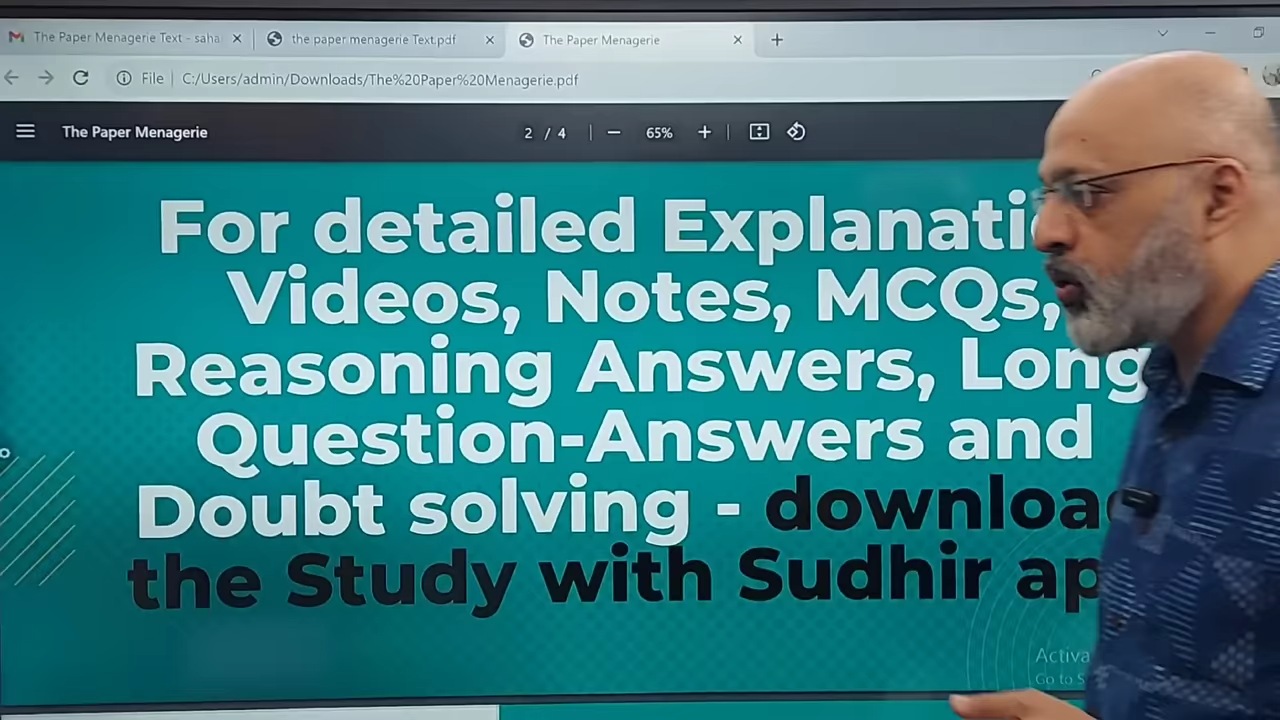 The Paper Menagerie Text - saha
the paper menagerie Text.pdf
The Paper Menagerie
File
C:/Users/admin/Downloads/The%20Paper%20Menagerie.pdf
The Paper Menagerie
2 / 4
65%
For detailed Explanati
Videos, Notes, MCQs,
Reasoning Answers, Long
Question-Answers and
Doubt solving - downloa
the Study with Sudhir ap
Activa
Go to S